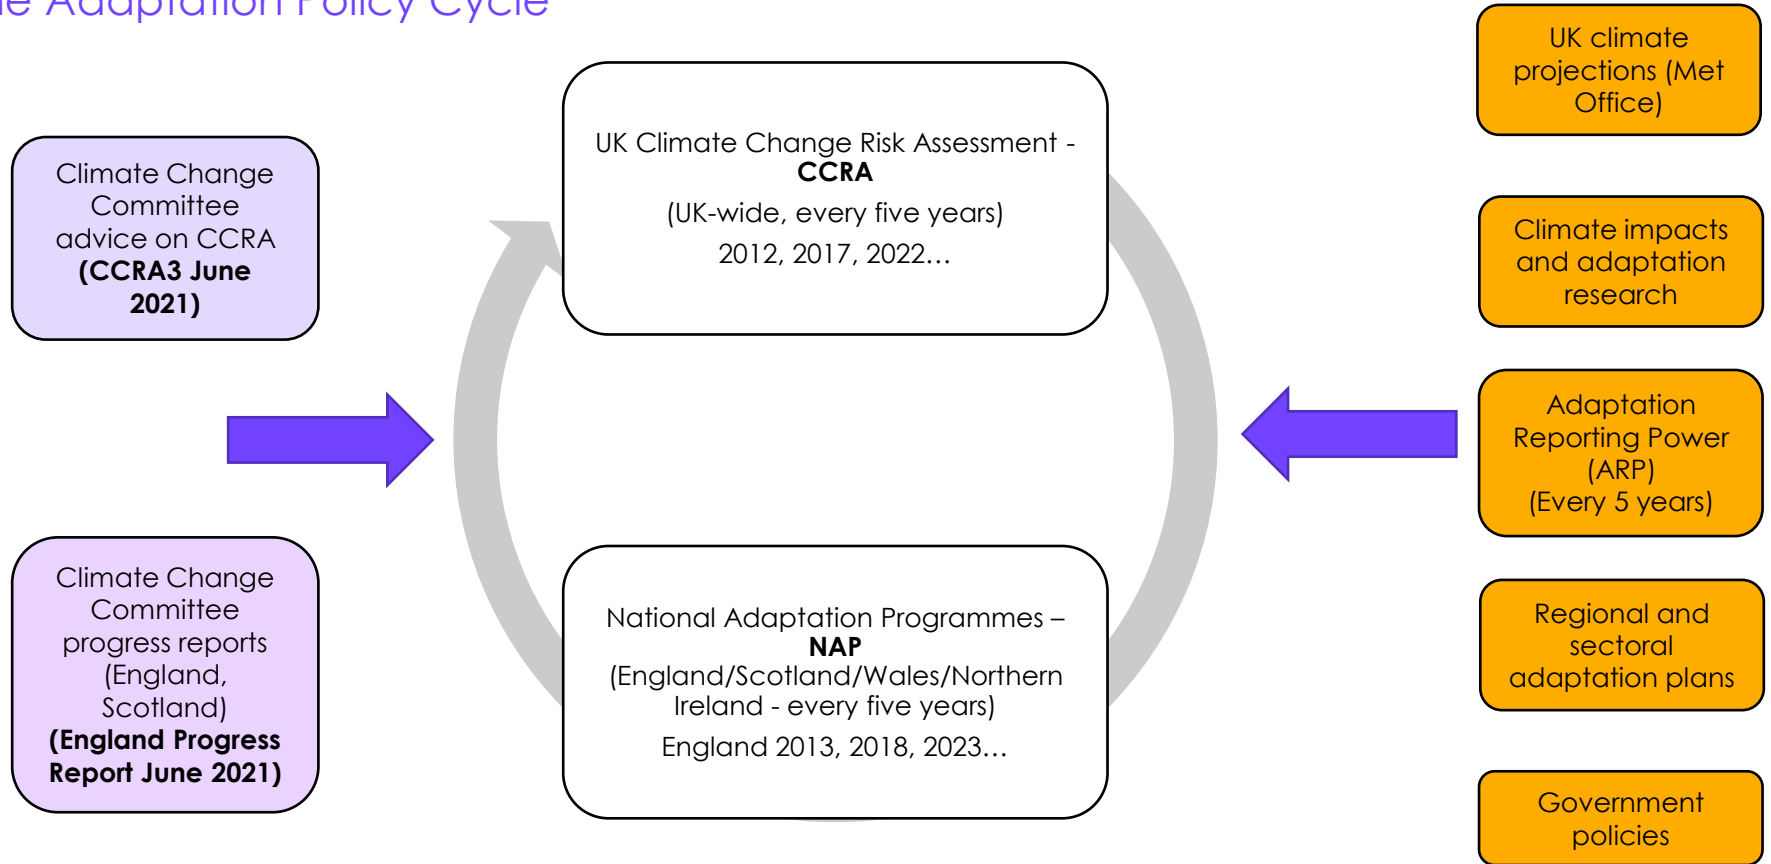 Adaptation Policy Cycle
Climate Change
Committee
advice on CCRA
(CCRA3 June
2021)
Climate Change
Committee
progress reports
(England,
Scotland)
(England Progress
Report June 2021)
UK Climate Change Risk Assessment -
CCRA
(UK-wide, every five years)
2012, 2017, 2022…
National Adaptation Programmes –
NAP
(England/Scotland/Wales/Northern
Ireland - every five years)
England 2013, 2018, 2023…
UK climate
projections (Met
Office)
Climate impacts
and adaptation
research
Adaptation
Reporting Power
(ARP)
(Every 5 years)
Regional and
sectoral
adaptation plans
Government
policies